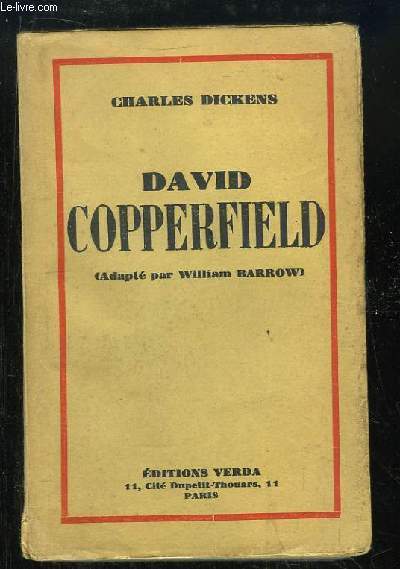 Le-livre.com
CHARLES DICKENS
DAVID
COPPERFIELD
(Adapté par William BARROW)
ÉDITIONS VERDA
11, Cité Dupetit-Thouars, 11
PARIS